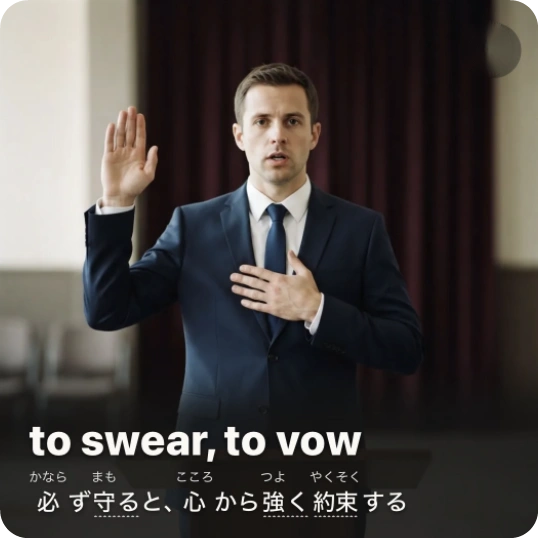 to swear, to vow
かなら まも こころ つよ やくそく
必ず守ると、心から強く約束する